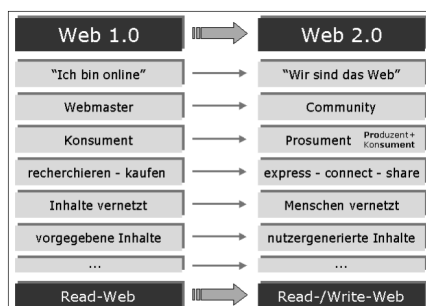 Web 1.0 Web 2.0
"Ich bin online" "Wir sind das Web"
Webmaster Community
Konsument Prosument Produzent+
Konsument
recherchieren - kaufen express - connect - share
Inhalte vernetzt Menschen vernetzt
vorgegebene Inhalte nutzergenerierte Inhalte
... ...
Read-Web Read-/Write-Web